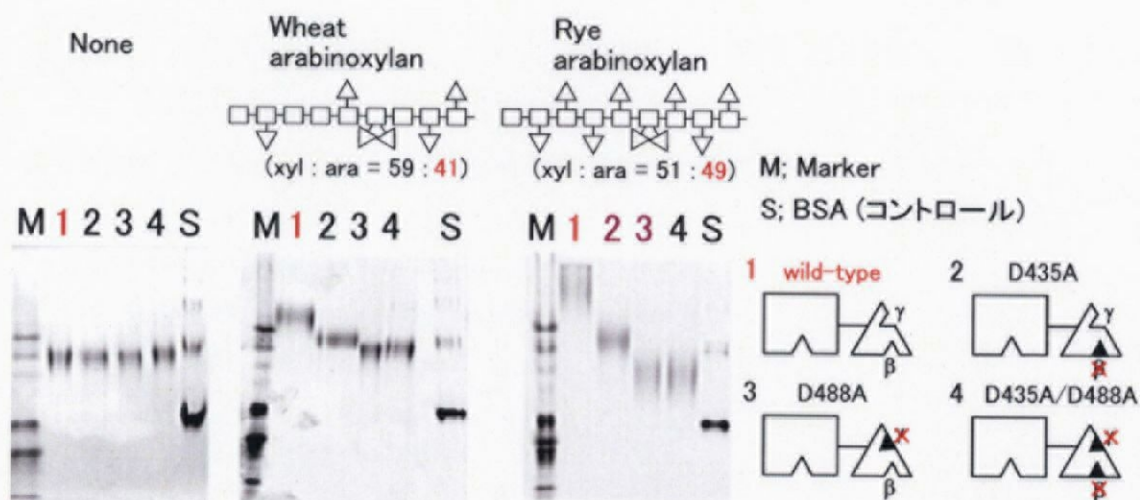 None
Wheat
arabinoxylan
(xyl : ara = 59 : 41)
Rye
arabinoxylan
(xyl : ara = 51 : 49)
M; Marker
S; BSA (コントロール)
M 1 2 3 4 S
M 1 2 3 4 S
M 1 2 3 4 S
1 wild-type
γ
β
2 D435A
γ
β
3 D488A
β
4 D435A/D488A